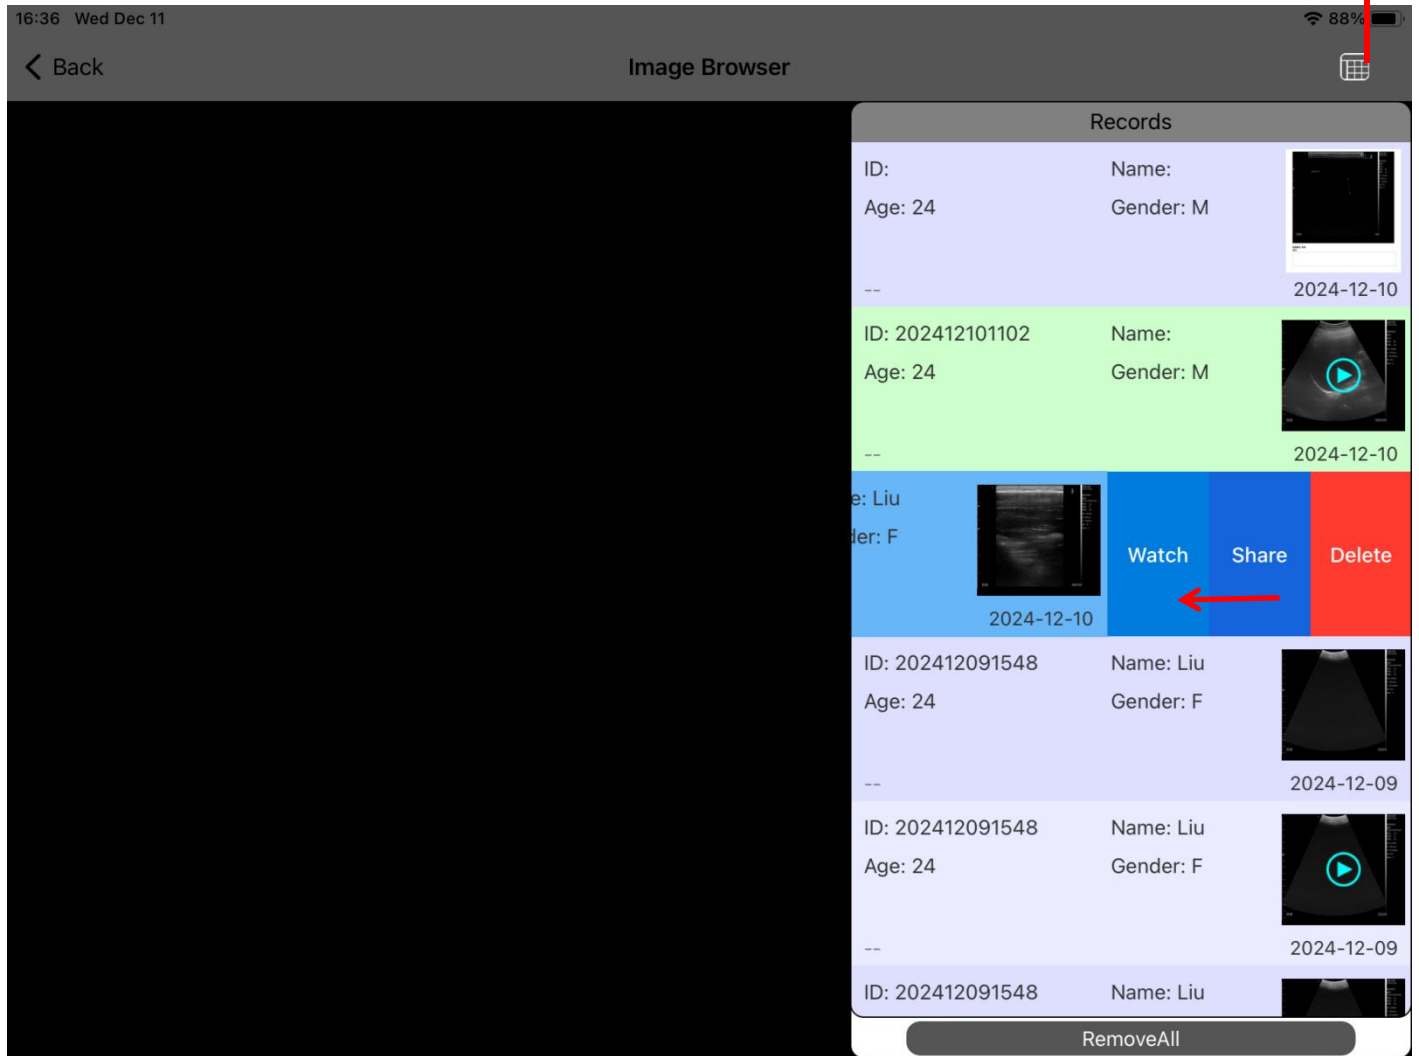 16:36 Wed Dec 11 88%
Back Image Browser
Records
ID: Name:
Age: 24 Gender: M
-- 2024-12-10
ID: 202412101102 Name:
Age: 24 Gender: M
-- 2024-12-10
e: Liu
der: F
Watch Share Delete
2024-12-10
ID: 202412091548 Name: Liu
Age: 24 Gender: F
-- 2024-12-09
ID: 202412091548 Name: Liu
Age: 24 Gender: F
-- 2024-12-09
ID: 202412091548 Name: Liu
RemoveAll